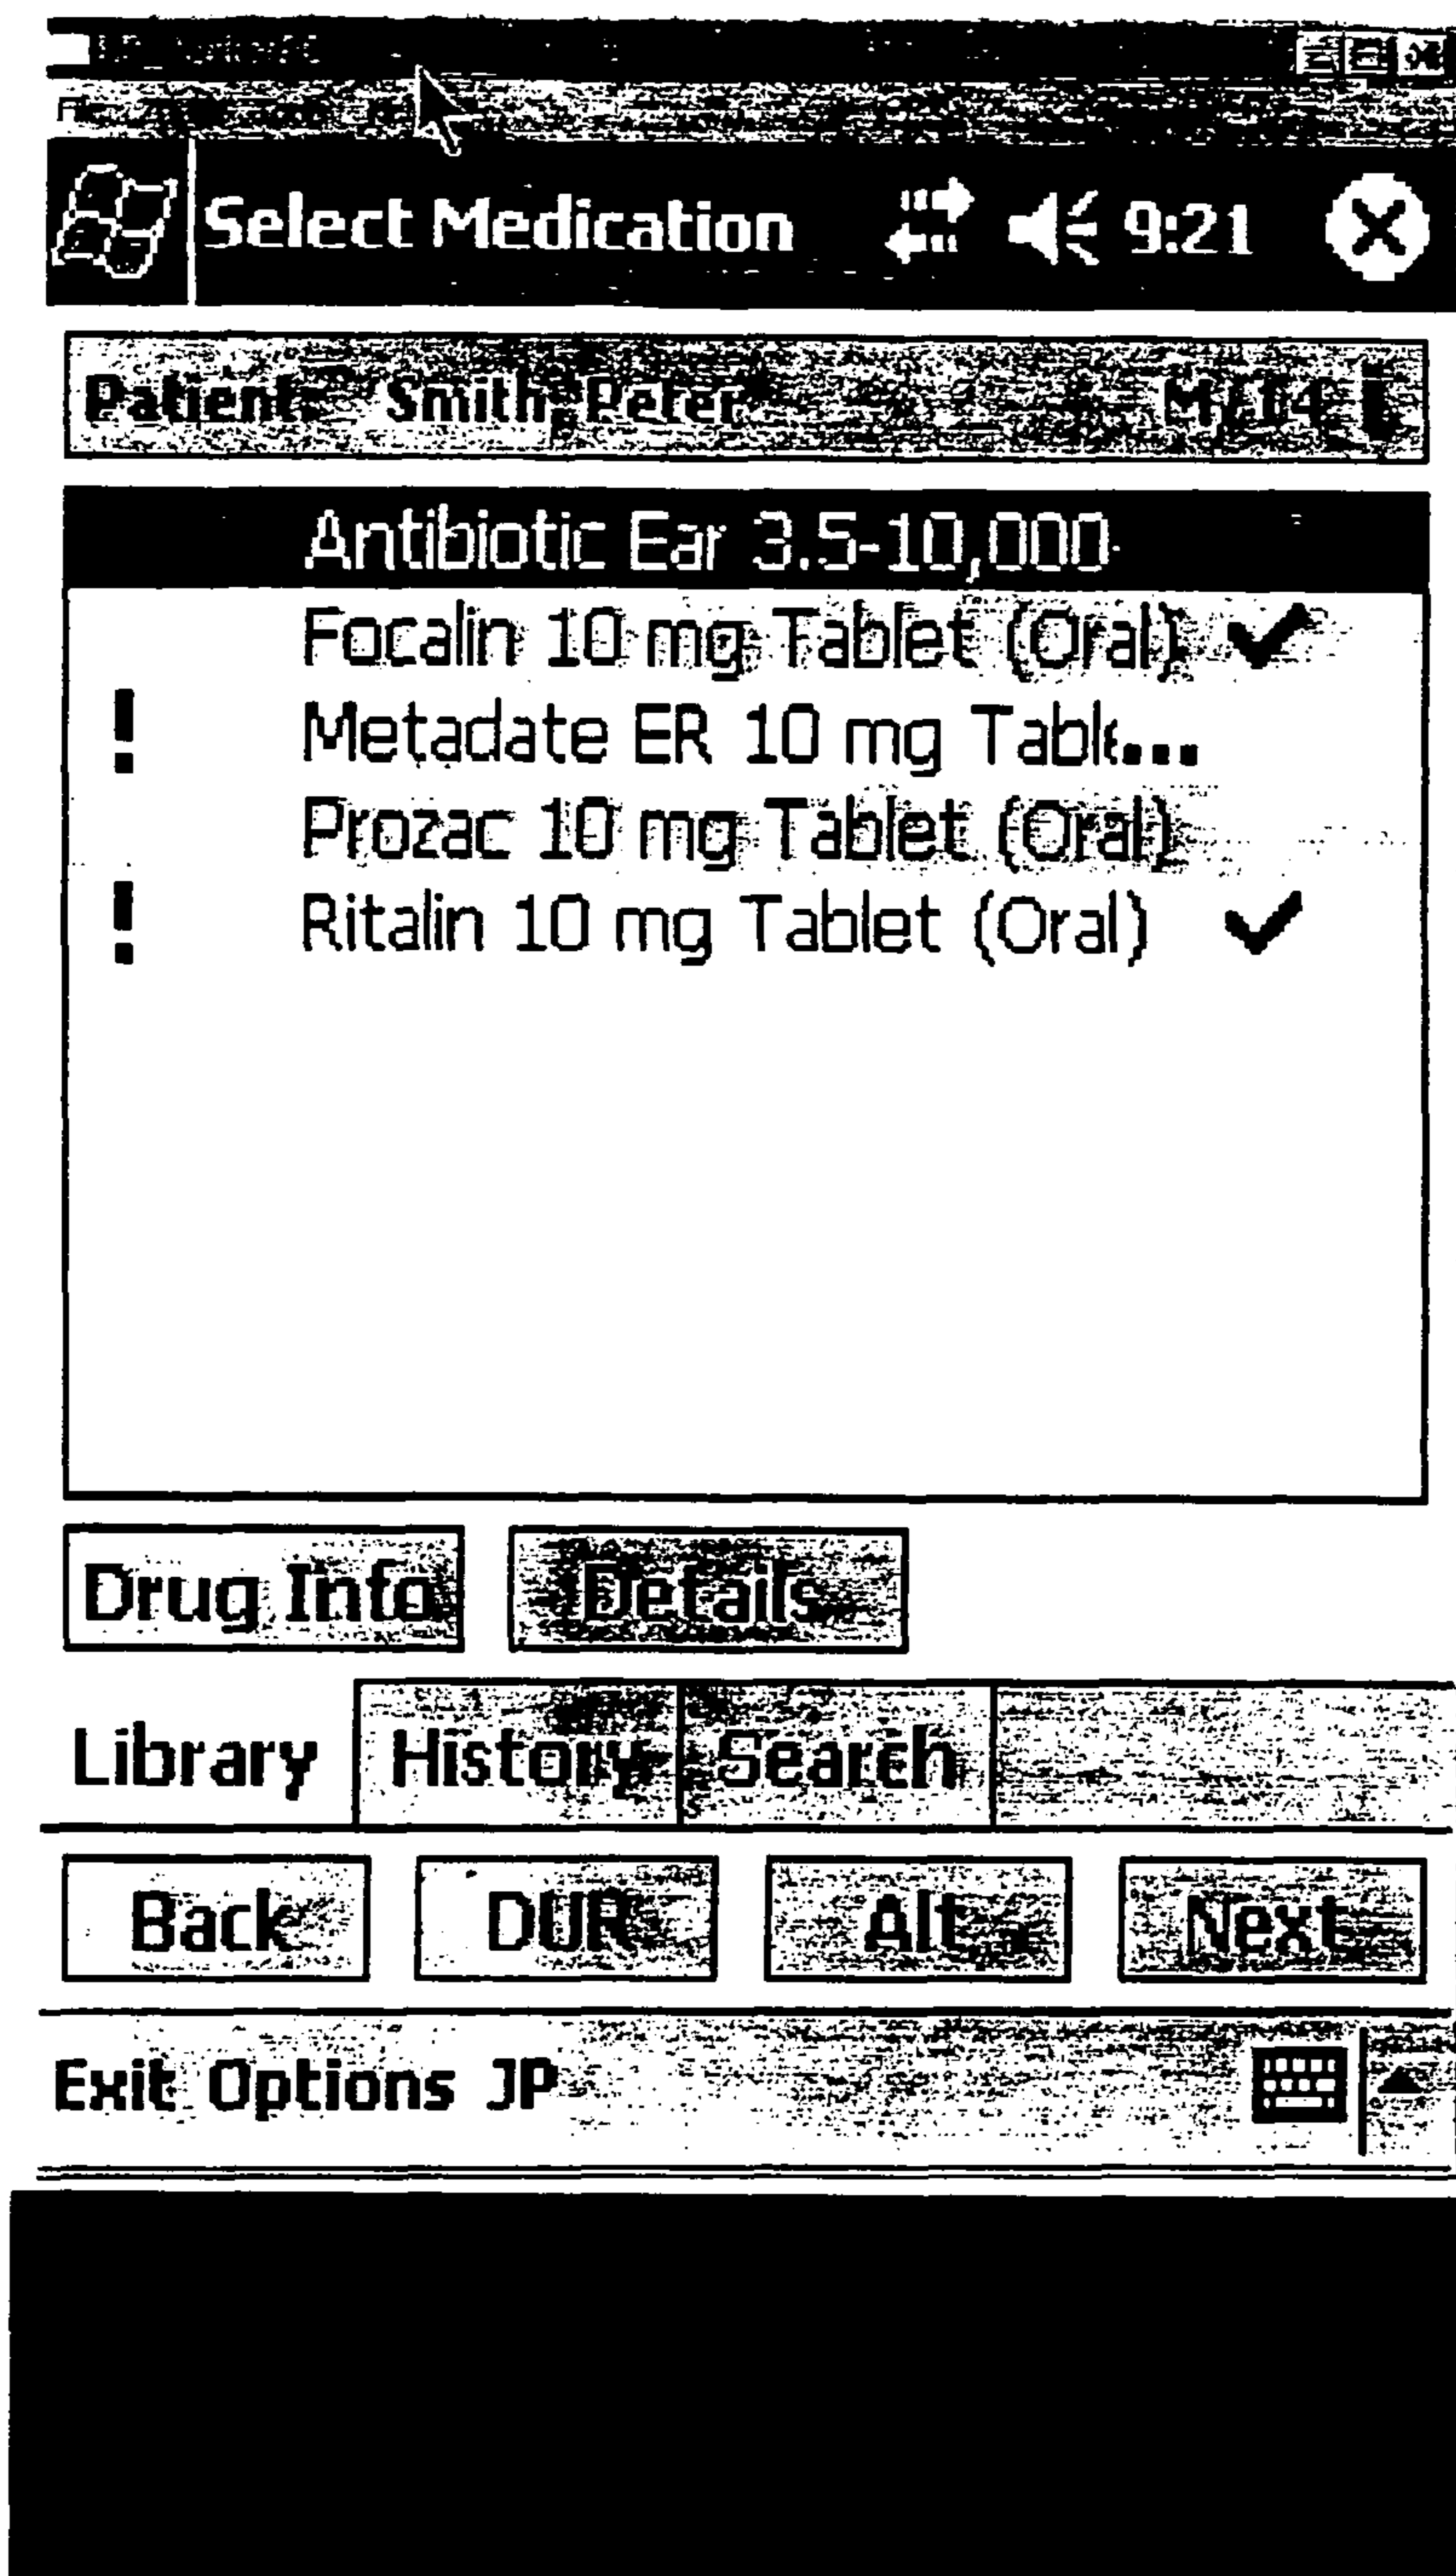 Select Medication 9:21
Patient: Smith, Peter M/14
Antibiotic Ear 3.5-10,000-
Focalin 10 mg Tablet (Oral)
! Metadate ER 10 mg Table...
Prozac 10 mg Tablet (Oral)
! Ritalin 10 mg Tablet (Oral)
Drug Info Details
Library History Search
Back DUR Alt Next
Exit Options JP